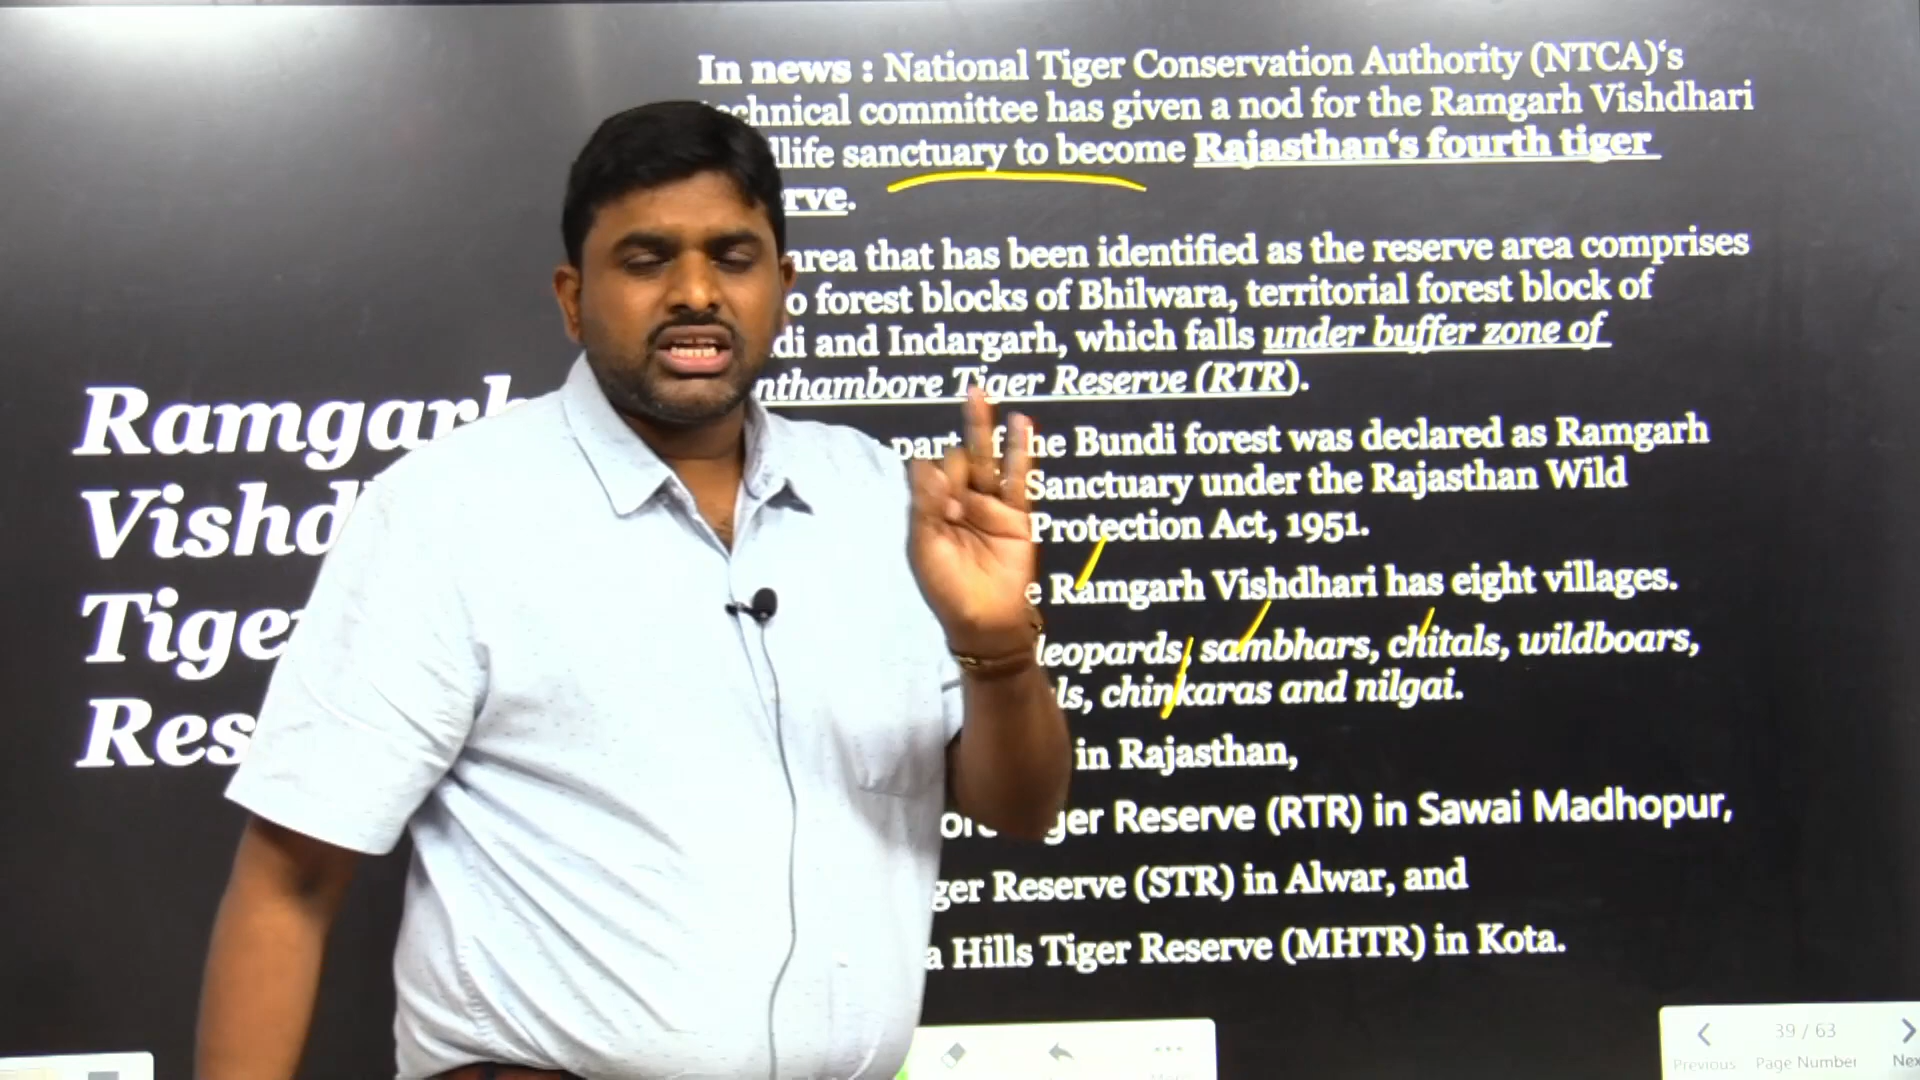 Ramgarh
Tige
Res
In news : National Tiger Conservation Authority (NTCA)‘s
chnical committee has given a nod for the Ramgarh Vishdhari
llife sanctuary to become Rajasthan‘s fourth tiger
rve.
area that has been identified as the reserve area comprises
o forest blocks of Bhilwara, territorial forest block of
di and Indargarh, which falls under buffer zone of
nthambore Tiger Reserve (RTR).
part of the Bundi forest was declared as Ramgarh
Sanctuary under the Rajasthan Wild
Protection Act, 1951.
e Ramgarh Vishdhari has eight villages.
leopards, sambhars, chitals, wildboars,
ls, chinkaras and nilgai.
in Rajasthan,
Reserve (RTR) in Sawai Madhopur,
ger Reserve (STR) in Alwar, and
a Hills Tiger Reserve (MHTR) in Kota.
39 / 63
Previous Page Number Nex